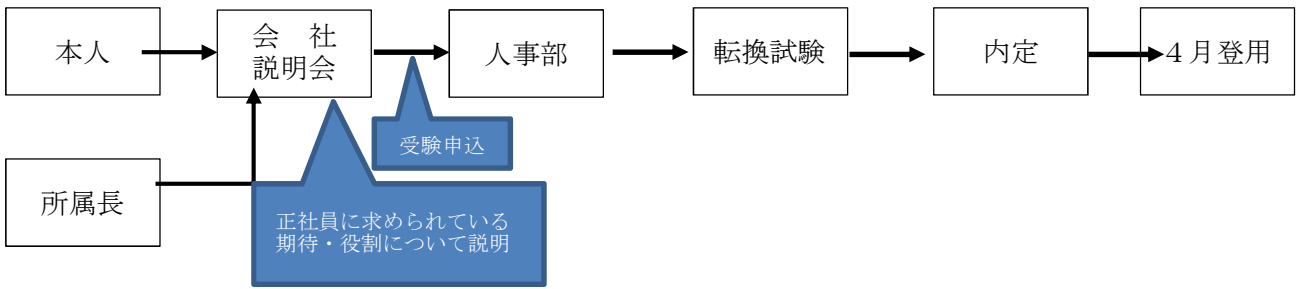 本人
会　社
説明会
人事部
転換試験
内定
４月登用
受験申込
所属長
正社員に求められている
期待・役割について説明